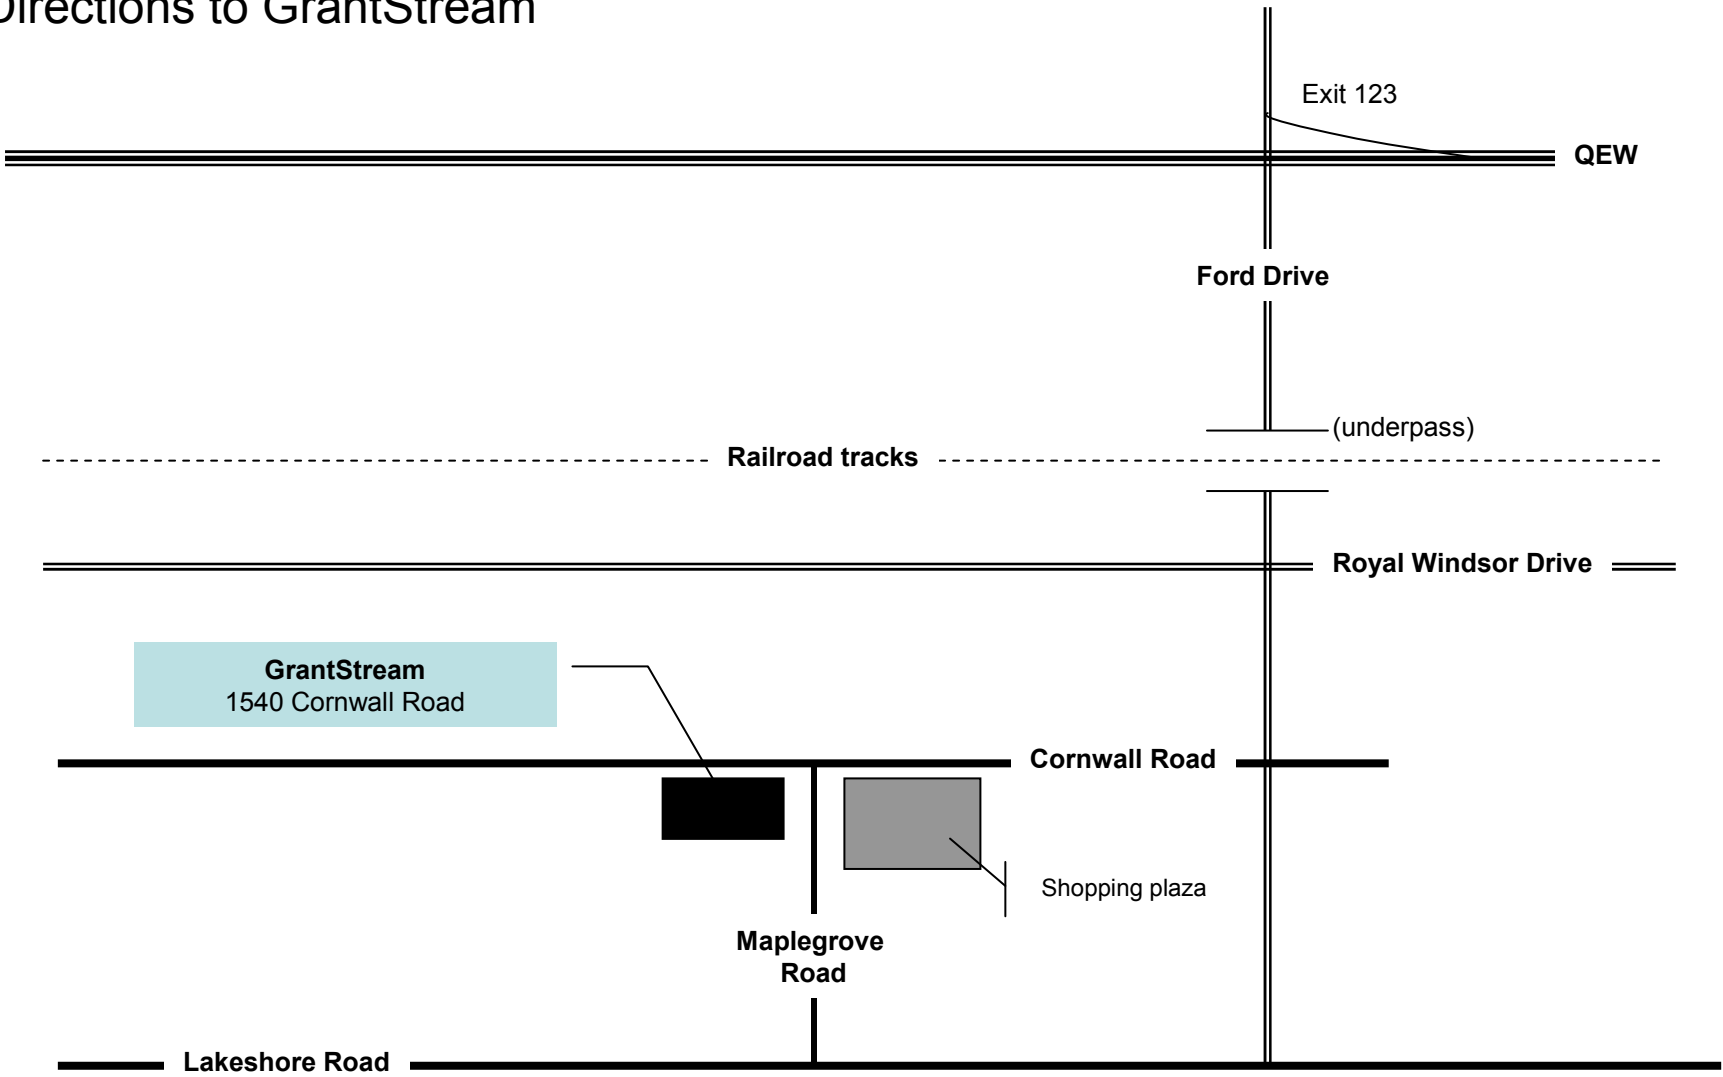 Directions to GrantStream
Exit 123
QEW
Ford Drive
(underpass)
Railroad tracks
Royal Windsor Drive
GrantStream
1540 Cornwall Road
Cornwall Road
Shopping plaza
Maplegrove
Road
Lakeshore Road